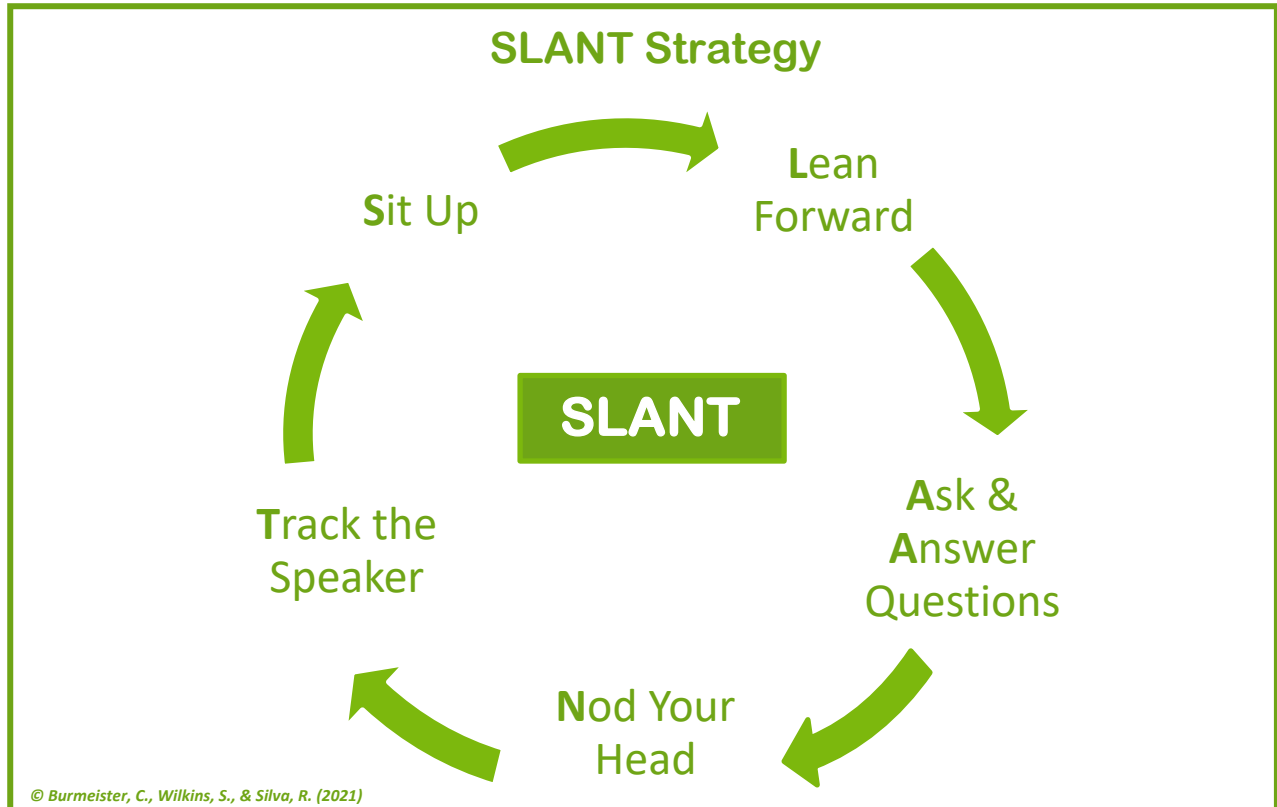 SLANT Strategy
Sit Up
Lean
Forward
SLANT
Ask &
Answer
Questions
Nod Your
Head
Track the
Speaker
© Burmeister, C., Wilkins, S., & Silva, R. (2021)